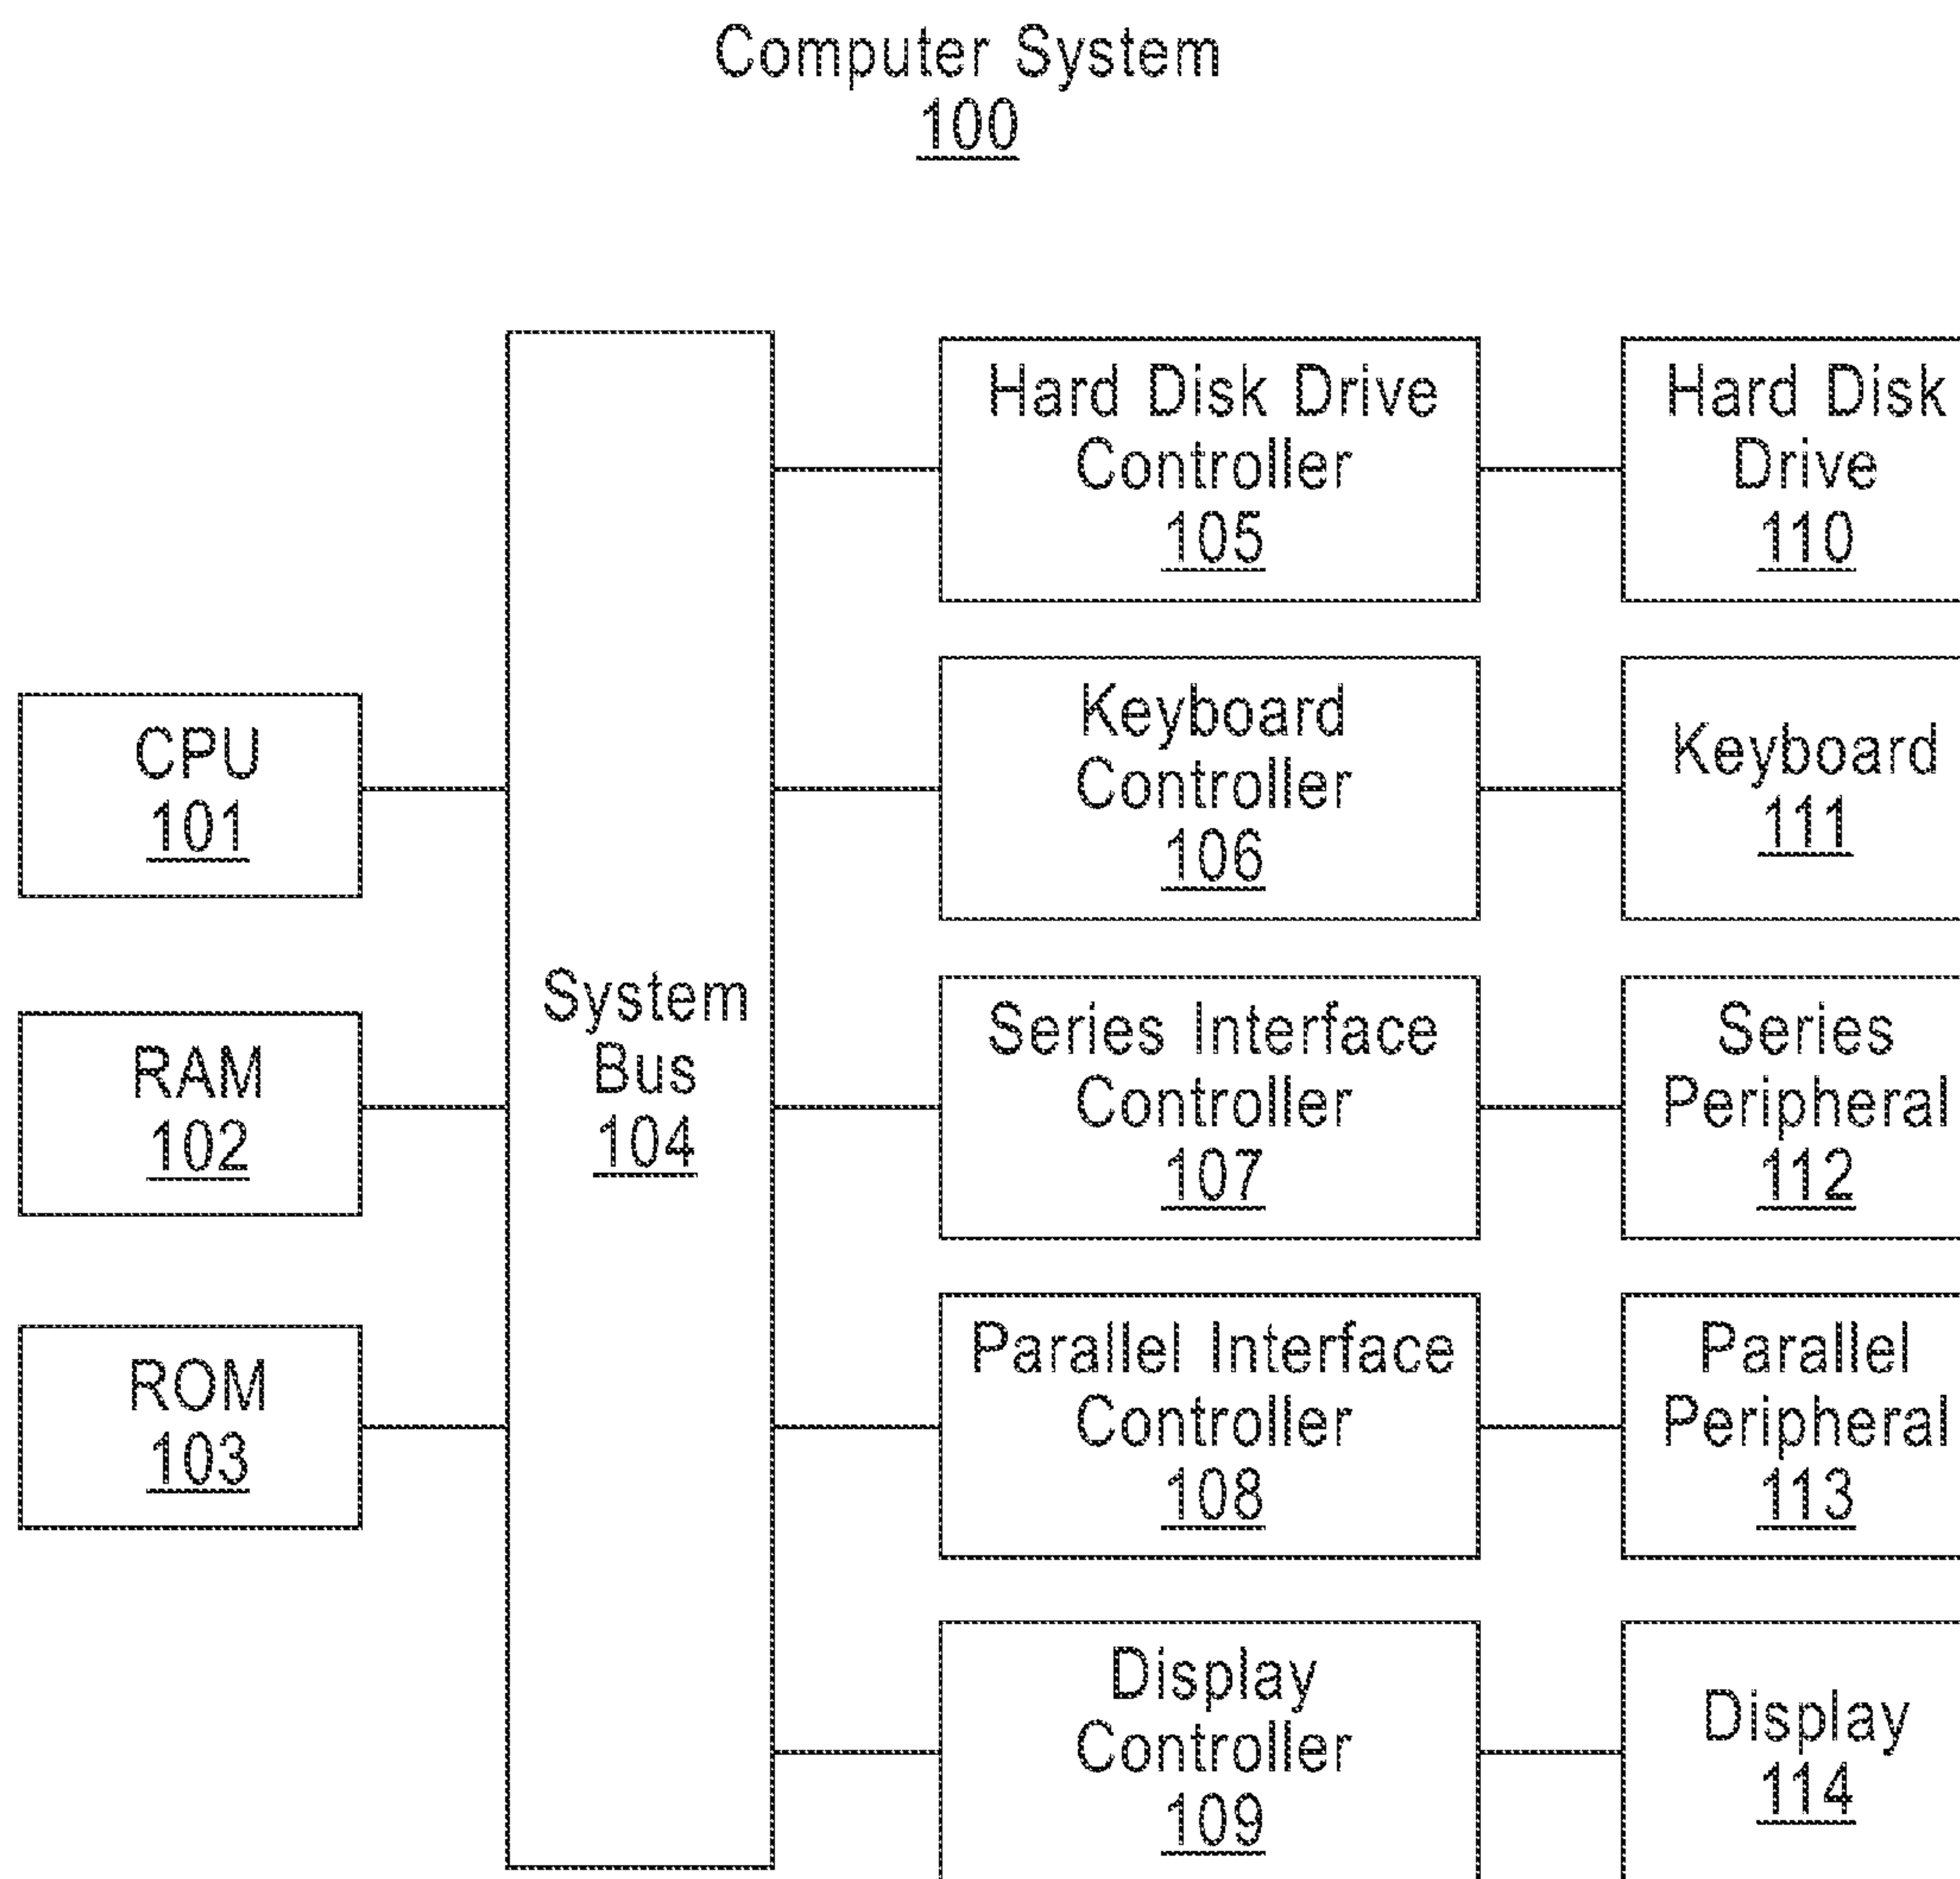 Computer System
100
Hard Disk Drive
Controller
105
Hard Disk
Drive
110
CPU
101
Keyboard
Controller
106
Keyboard
111
System
Bus
104
RAM
102
Series Interface
Controller
107
Series
Peripheral
112
ROM
103
Parallel Interface
Controller
108
Parallel
Peripheral
113
Display
Controller
109
Display
114